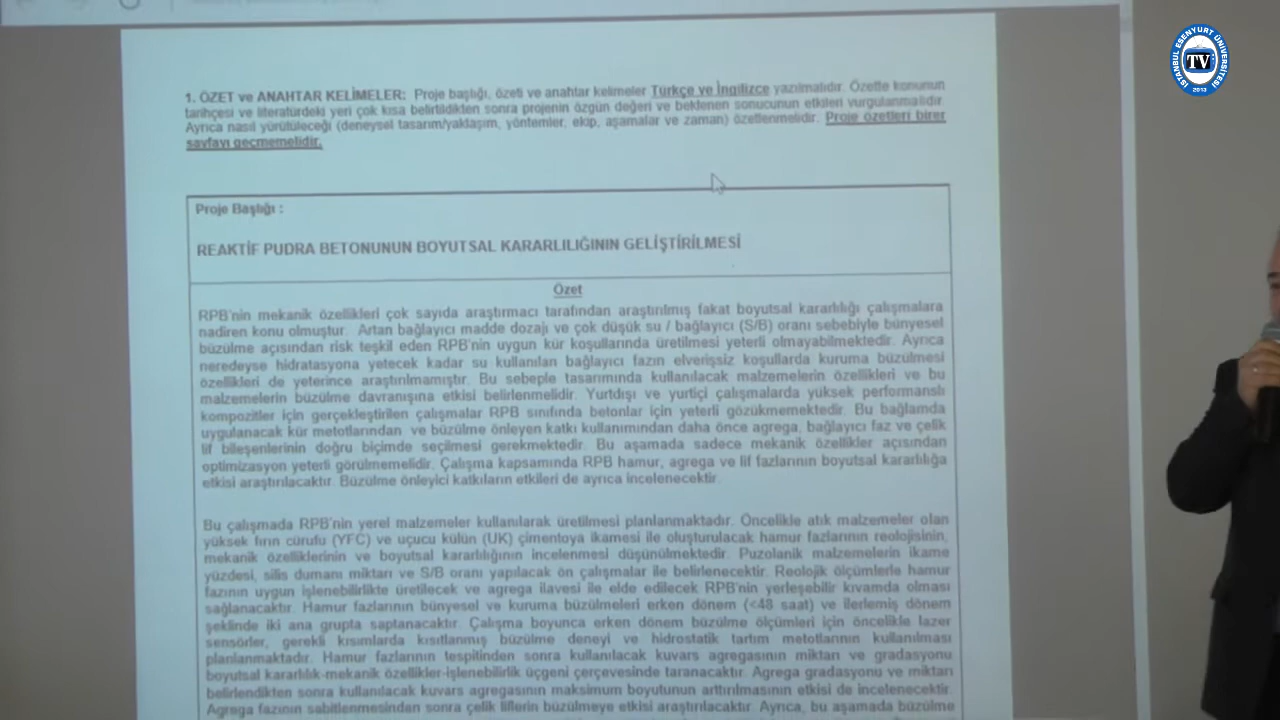 İSTANBUL ESENYURT ÜNİVERSİTESİ
TV
2013
1. ÖZET ve ANAHTAR KELİMELER: Proje başlığı, özeti ve anahtar kelimeler Türkçe ve İngilizce yazılmalıdır. Özette konunun
tarihçesi ve literatürdeki yeri çok kısa belirtildikten sonra projenin özgün değeri ve beklenen sonucunun etkileri vurgulanmalıdır.
Ayrıca nasıl yürütüleceği (deneysel tasarım/yaklaşım, yöntemler, ekip, aşamalar ve zaman) özetlenmelidir. Proje özetleri birer
sayfayı geçmemelidir.
Proje Başlığı :
REAKTİF PUDRA BETONUNUN BOYUTSAL KARARLILIĞININ GELİŞTİRİLMESİ
Özet
RPB'nin mekanik özellikleri çok sayıda araştırmacı tarafından araştırılmış fakat boyutsal kararlılığı çalışmalara
nadiren konu olmuştur. Artan bağlayıcı madde dozajı ve çok düşük su / bağlayıcı (S/B) oranı sebebiyle bünyesel
büzülme açısından risk teşkil eden RPB'nin uygun kür koşullarında üretilmesi yeterli olmayabilmektedir. Ayrıca
neredeyse hidratasyona yetecek kadar su kullanılan bağlayıcı fazın elverişsiz koşullarda kuruma büzülmesi
özellikleri de yeterince araştırılmamıştır. Bu sebeple tasarımında kullanılacak malzemelerin özellikleri ve bu
malzemelerin büzülme davranışına etkisi belirlenmelidir. Yurtdışı ve yurtiçi çalışmalarda yüksek performanslı
kompozitler için gerçekleştirilen çalışmalar RPB sınıfında betonlar için yeterli gözükmemektedir. Bu bağlamda
uygulanacak kür metotlarından ve büzülme önleyen katkı kullanımından daha önce agrega, bağlayıcı faz ve çelik
lif bileşenlerinin doğru biçimde seçilmesi gerekmektedir. Bu aşamada sadece mekanik özellikler açısından
optimizasyon yeterli görülmemelidir. Çalışma kapsamında RPB hamur, agrega ve lif fazlarının boyutsal kararlılığa
etkisi araştırılacaktır. Büzülme önleyici katkıların etkileri de ayrıca incelenecektir.
Bu çalışmada RPB'nin yerel malzemeler kullanılarak üretilmesi planlanmaktadır. Öncelikle atık malzemeler olan
yüksek fırın cürufu (YFC) ve uçucu külün (UK) çimentoya ikamesi ile oluşturulacak hamur fazlarının reolojisinin,
mekanik özelliklerinin ve boyutsal kararlılığının incelenmesi düşünülmektedir. Puzolanik malzemelerin ikame
yüzdesi, silis dumanı miktarı ve S/B oranı yapılacak ön çalışmalar ile belirlenecektir. Reolojik ölçümlerle hamur
fazının uygun işlenebilirlikte üretilecek ve agrega ilavesi ile elde edilecek RPB'nin yerleşebilir kıvamda olması
sağlanacaktır. Hamur fazlarının bünyesel ve kuruma büzülmeleri erken dönem (<48 saat) ve ilerlemiş dönem
şeklinde iki ana grupta saptanacaktır. Çalışma boyunca erken dönem büzülme ölçümleri için öncelikle lazer
sensörler, gerekli kısımlarda kısıtlanmış büzülme deneyi ve hidrostatik tartım metotlarının kullanılması
planlanmaktadır. Hamur fazlarının tespitinden sonra kullanılacak kuvars agregasının miktarı ve gradasyonu
boyutsal kararlılık-mekanik özellikler-işlenebilirlik üçgeni çerçevesinde taranacaktır. Agrega gradasyonu ve miktarı
belirlendikten sonra kullanılacak kuvars agregasının maksimum boyutunun arttırılmasının etkisi de incelenecektir.
Agrega fazının sabitlenmesinden sonra çelik liflerin büzülmeye etkisi araştırılacaktır. Ayrıca, bu aşamada büzülme